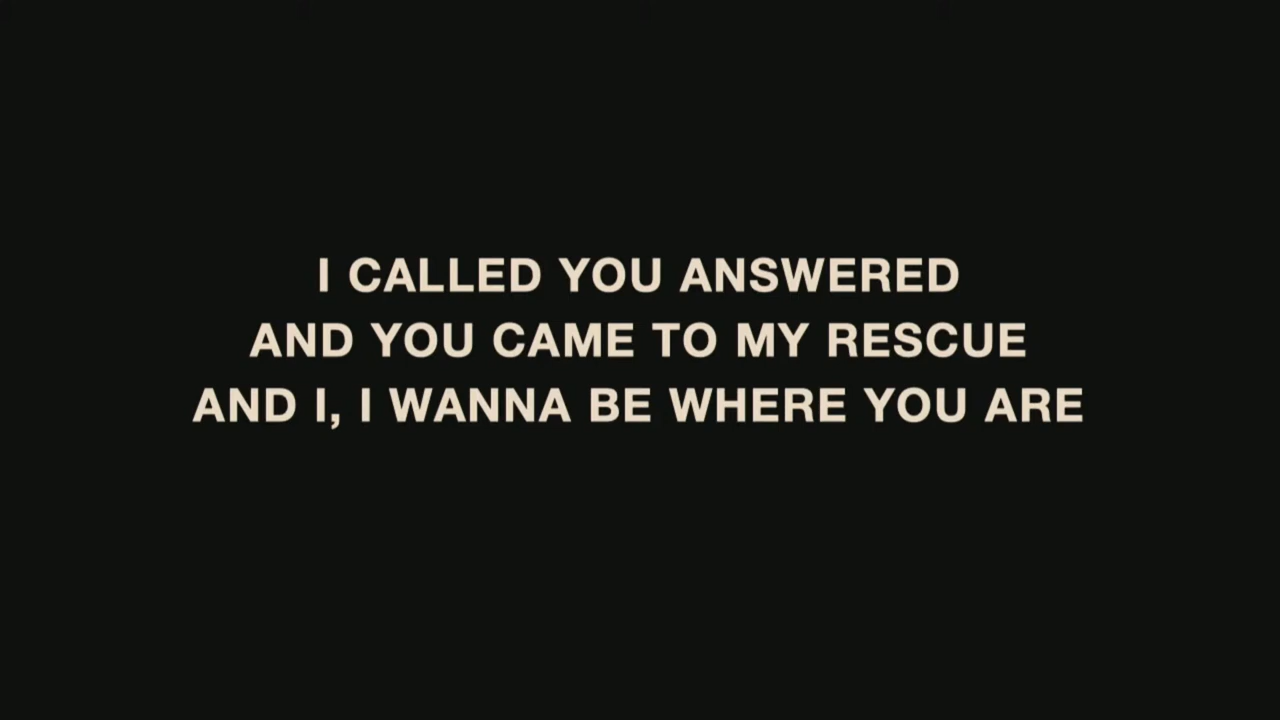 I CALLED YOU ANSWERED
AND YOU CAME TO MY RESCUE
AND I, I WANNA BE WHERE YOU ARE